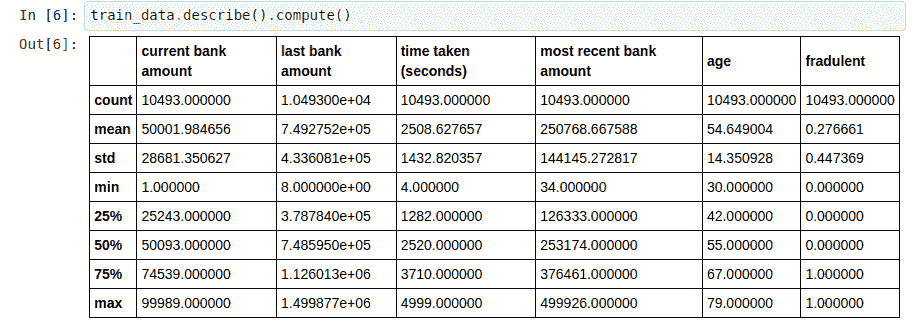 In [6]: train_data.describe().compute()
Out[6]:
current bank amount last bank amount time taken (seconds) most recent bank amount age fradulent
count 10493.000000 1.049300e+04 10493.000000 10493.000000 10493.000000 10493.000000
mean 50001.984656 7.492752e+05 2508.627657 250768.667588 54.649004 0.276661
std 28681.350627 4.336081e+05 1432.820357 144145.272817 14.350928 0.447369
min 1.000000 8.000000e+00 4.000000 34.000000 30.000000 0.000000
25% 25243.000000 3.787840e+05 1282.000000 126333.000000 42.000000 0.000000
50% 50093.000000 7.485950e+05 2520.000000 253174.000000 55.000000 0.000000
75% 74539.000000 1.126013e+06 3710.000000 376461.000000 67.000000 1.000000
max 99989.000000 1.499877e+06 4999.000000 499926.000000 79.000000 1.000000